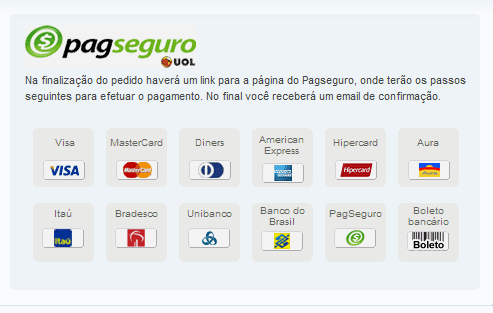 pagseguro
UOL
Na finalização do pedido haverá um link para a página do Pagseguro, onde terão os passos
seguintes para efetuar o pagamento. No final você receberá um email de confirmação.
Visa MasterCard Diners American Express Hipercard Aura
VISA MasterCard Hipercard
Itaú Bradesco Unibanco Banco do Brasil PagSeguro Boleto bancário
Itaú Boleto